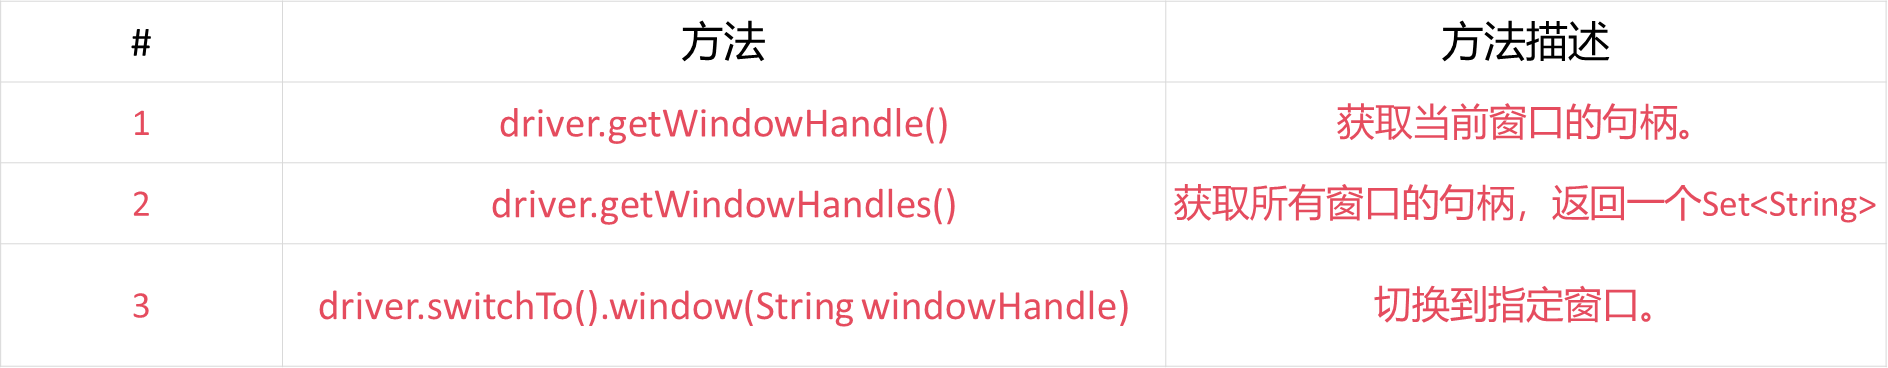 # 方法 方法描述
1 driver.getWindowHandle() 获取当前窗口的句柄。
2 driver.getWindowHandles() 获取所有窗口的句柄，返回一个Set<String>
3 driver.switchTo().window(String windowHandle) 切换到指定窗口。